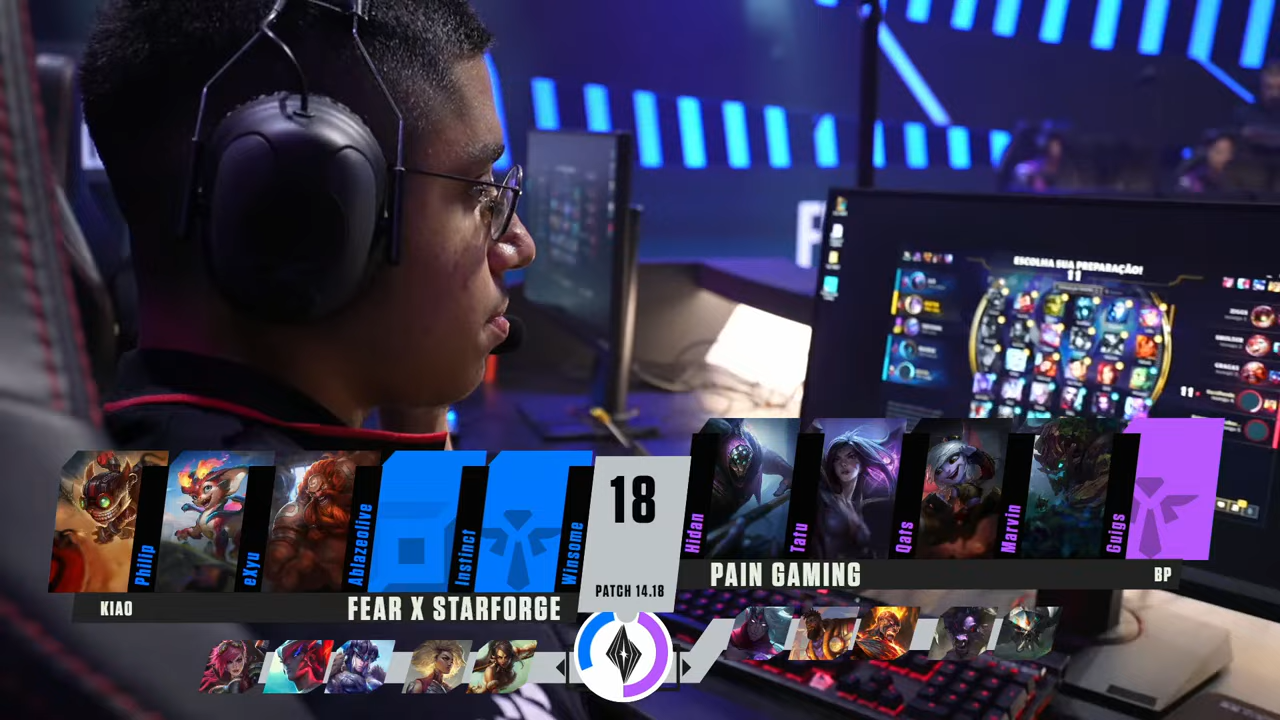 ESCOLHA SUA PREPARAÇÃO!
11
Philip
eXyu
Ablazeolive
Instinct
Winsome
18
PATCH 14.18
Hidan
Tatu
Qats
Marvin
Guigs
KIAO
FEAR X STARFORGE
PAIN GAMING
BP